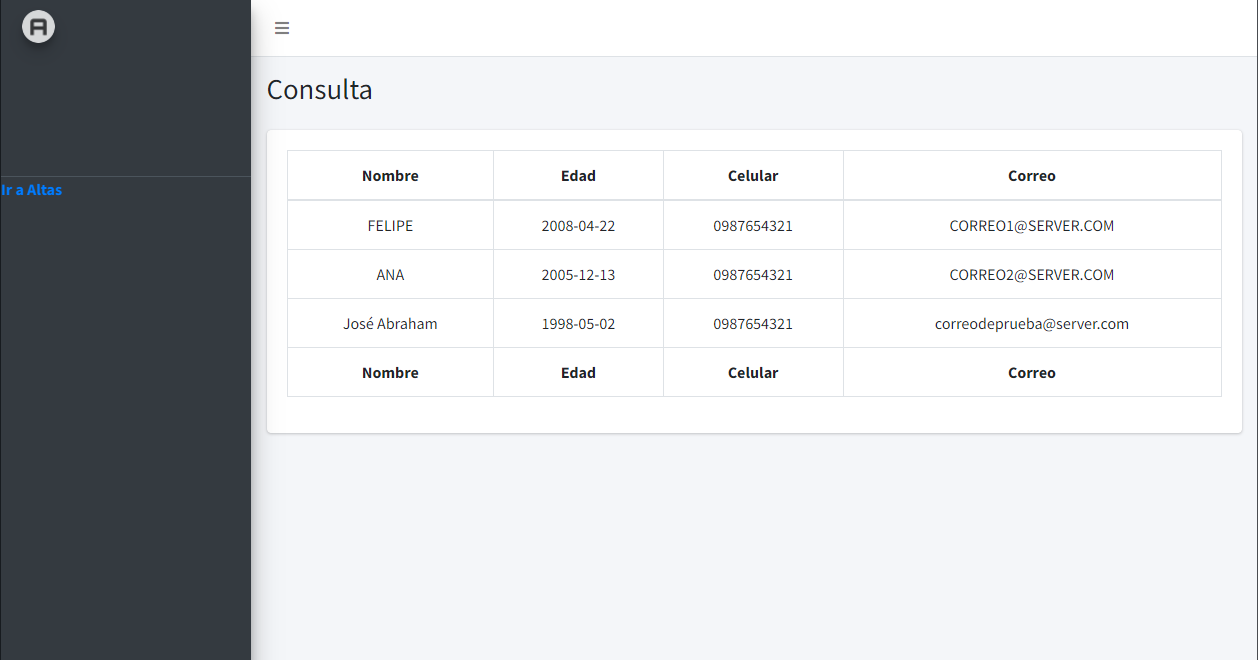 Consulta
Ir a Altas
Nombre Edad Celular Correo
FELIPE 2008-04-22 0987654321 CORREO1@SERVER.COM
ANA 2005-12-13 0987654321 CORREO2@SERVER.COM
José Abraham 1998-05-02 0987654321 correodeprueba@server.com
Nombre Edad Celular Correo